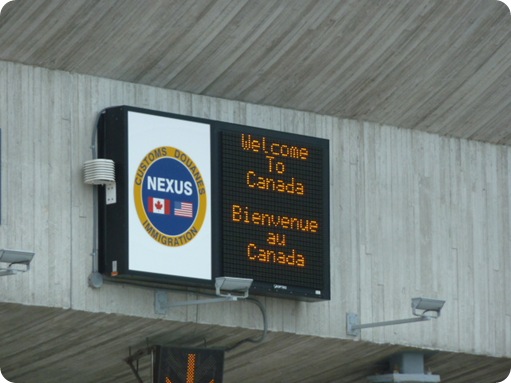 CUSTOMS DOUANES
NEXUS
IMMIGRATION
Welcome
To
Canada
Bienvenue
au
Canada